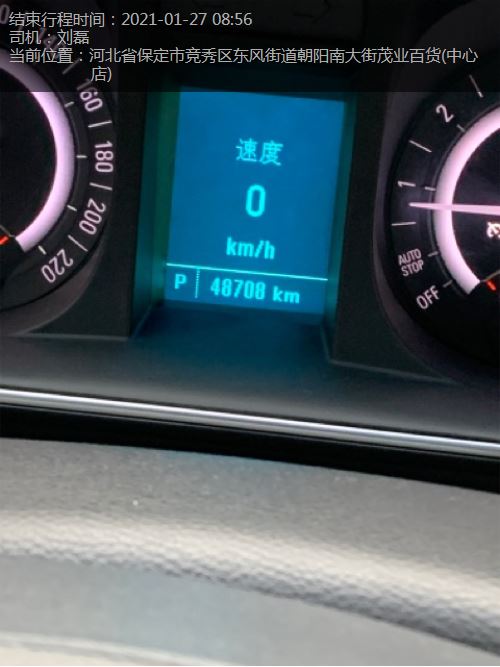 结束行程时间：2021-01-27 08:56
司机：刘磊
当前位置：河北省保定市竞秀区东风街道朝阳南大街茂业百货(中心
店)
160
180
200
220
速度
0
km/h
P 48708 km
2
1
AUTO
STOP
OFF